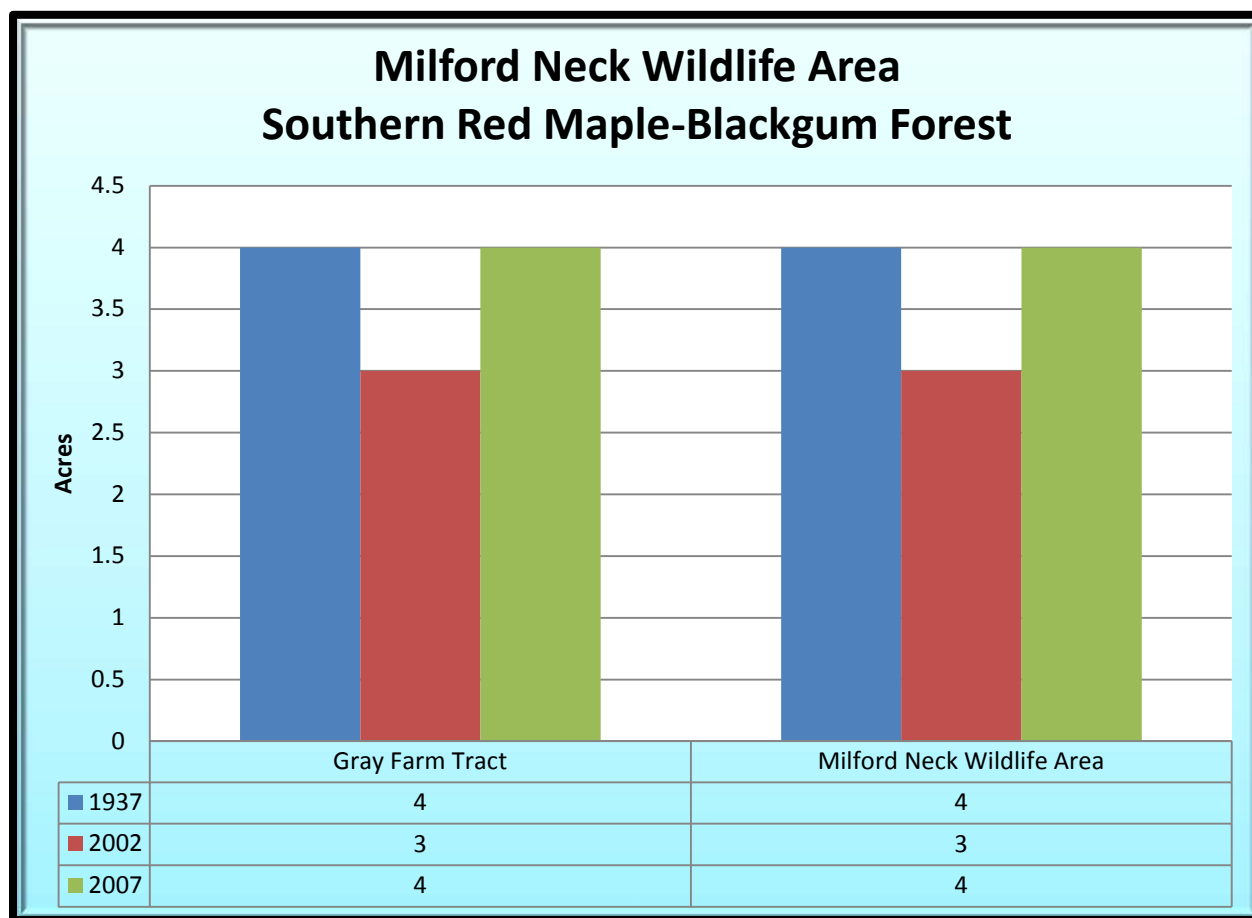 Milford Neck Wildlife Area
Southern Red Maple-Blackgum Forest
Acres
4.5
4
3.5
3
2.5
2
1.5
1
0.5
0
Gray Farm Tract Milford Neck Wildlife Area
1937 4 4
2002 3 3
2007 4 4